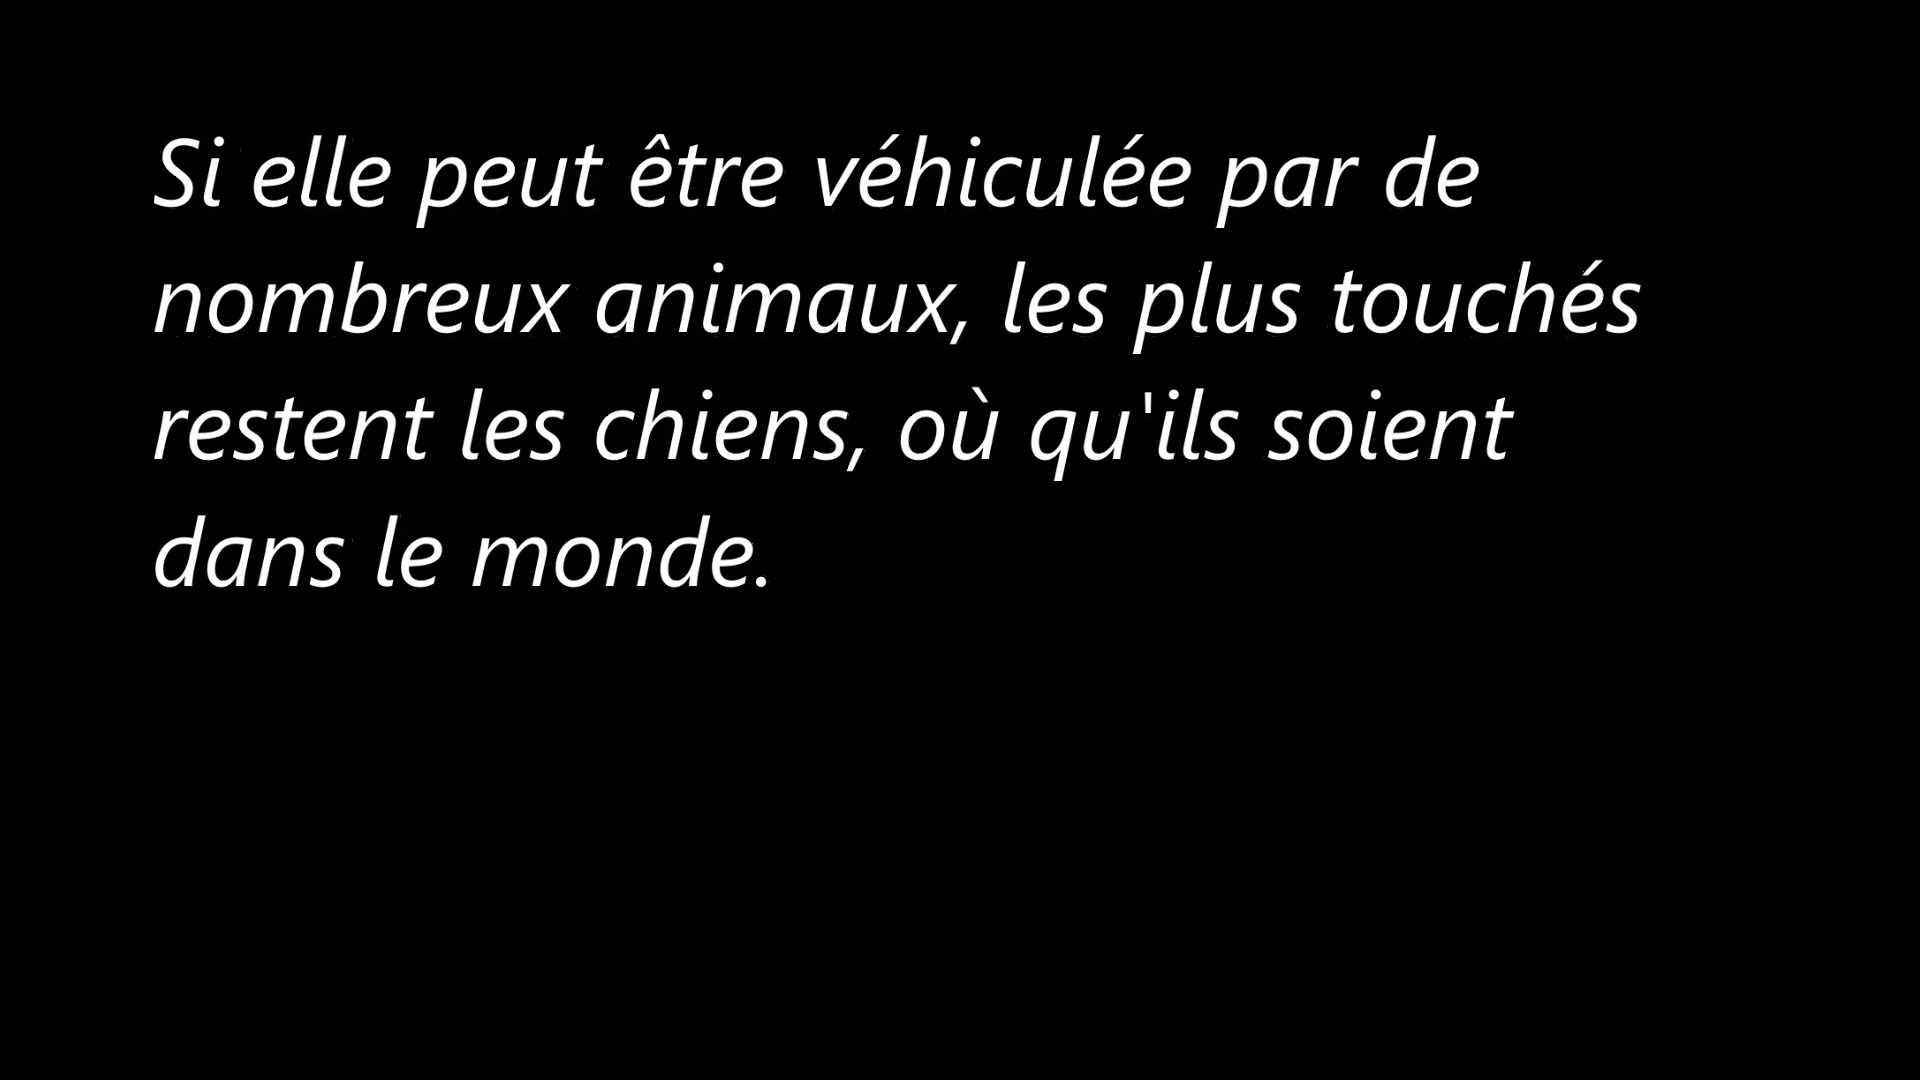 Si elle peut être véhiculée par de
nombreux animaux, les plus touchés
restent les chiens, où qu'ils soient
dans le monde.